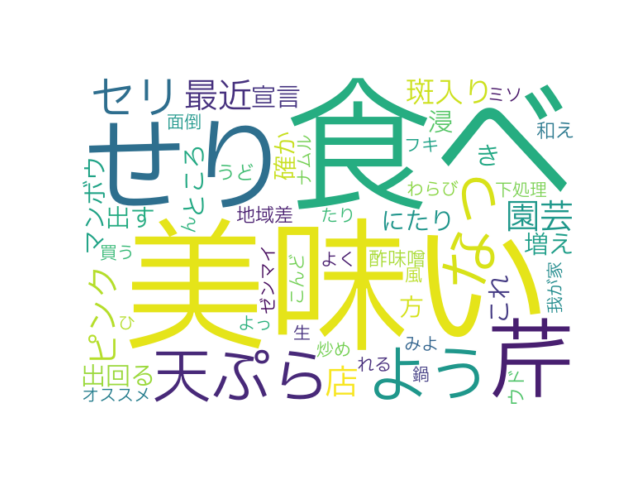 セリ
最近
宣言
斑入り
ミソ
面倒
せり
食べ
確か
ナムル
浸
フキ
き
和え
マンボウ
ところ
うど
わらび
下処理
出す
ん
地域差
たり
にたり
なっ
園芸
増え
買う
美味い
ゼンマイ
こんど
よく
酢味噌
風
これ
我が家
ピンク
ひ
よっ
生
方
芹
出回る
天ぷら
炒め
みよ
れる
よう
オススメ
店
鍋
ウド